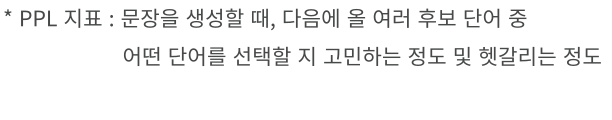 * PPL 지표 : 문장을 생성할 때, 다음에 올 여러 후보 단어 중
어떤 단어를 선택할 지 고민하는 정도 및 헷갈리는 정도